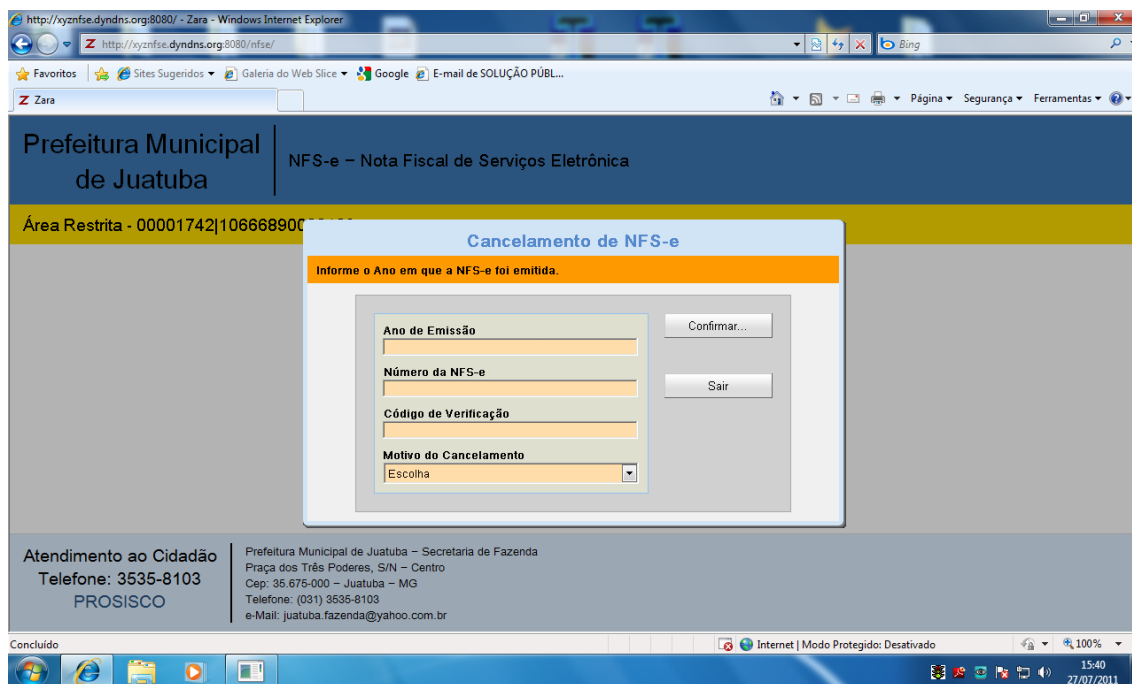 http://xyznfse.dyndns.org:8080/ - Zara - Windows Internet Explorer
http://xyznfse.dyndns.org:8080/nfse/
Bing
Favoritos
Sites Sugeridos
Galeria do Web Slice
Google
E-mail de SOLUÇÃO PÚBL...
Zara
Página
Segurança
Ferramentas
Prefeitura Municipal
de Juatuba
NFS-e – Nota Fiscal de Serviços Eletrônica
Área Restrita - 00001742|10666890
Cancelamento de NFS-e
Informe o Ano em que a NFS-e foi emitida.
Ano de Emissão
Confirmar...
Número da NFS-e
Sair
Código de Verificação
Motivo do Cancelamento
Escolha
Atendimento ao Cidadão
Telefone: 3535-8103
PROSISCO
Prefeitura Municipal de Juatuba – Secretaria de Fazenda
Praça dos Três Poderes, S/N – Centro
Cep: 35.675-000 – Juatuba – MG
Telefone: (031) 3535-8103
e-Mail: juatuba.fazenda@yahoo.com.br
Concluído
Internet | Modo Protegido: Desativado
100%
15:40
27/07/2011